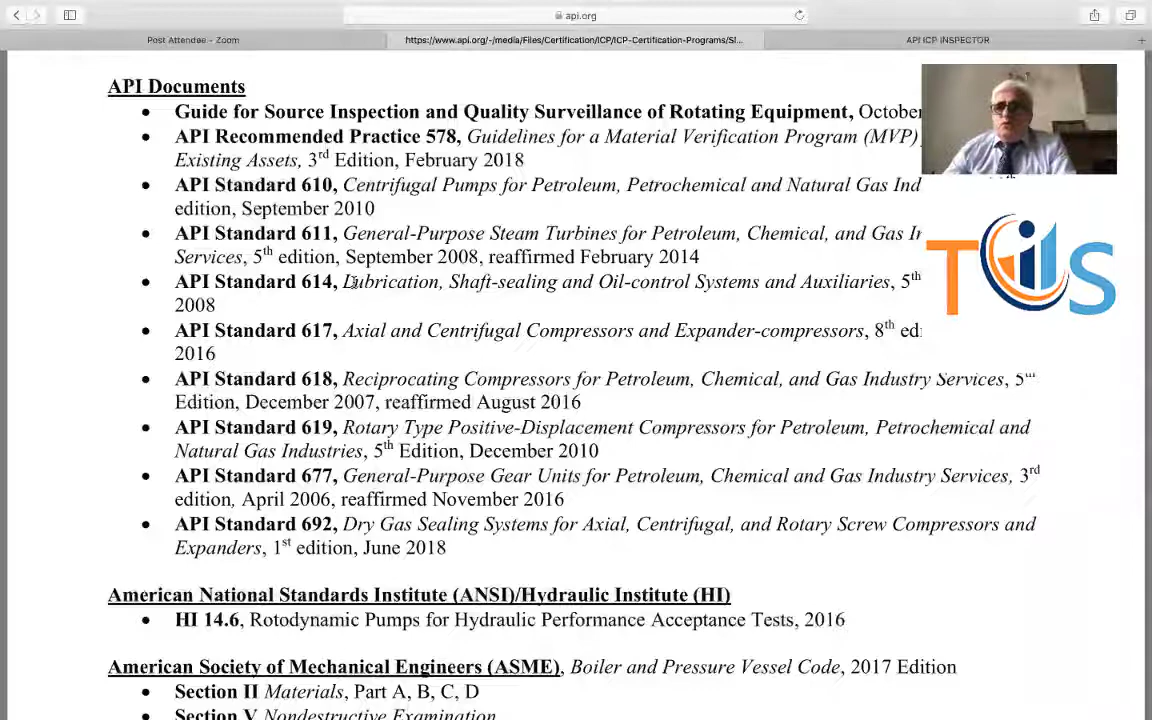 api.org
Post Attendee - Zoom
https://www.api.org/-/media/Files/Certification/ICP/ICP-Certification-Programs/SI...
API ICP INSPECTOR
API Documents
• Guide for Source Inspection and Quality Surveillance of Rotating Equipment, October
• API Recommended Practice 578, Guidelines for a Material Verification Program (MVP)
Existing Assets, 3rd Edition, February 2018
• API Standard 610, Centrifugal Pumps for Petroleum, Petrochemical and Natural Gas Ind
edition, September 2010
• API Standard 611, General-Purpose Steam Turbines for Petroleum, Chemical, and Gas In
Services, 5th edition, September 2008, reaffirmed February 2014
• API Standard 614, Lubrication, Shaft-sealing and Oil-control Systems and Auxiliaries, 5th
2008
• API Standard 617, Axial and Centrifugal Compressors and Expander-compressors, 8th edi
2016
• API Standard 618, Reciprocating Compressors for Petroleum, Chemical, and Gas Industry Services, 5th
Edition, December 2007, reaffirmed August 2016
• API Standard 619, Rotary Type Positive-Displacement Compressors for Petroleum, Petrochemical and
Natural Gas Industries, 5th Edition, December 2010
• API Standard 677, General-Purpose Gear Units for Petroleum, Chemical and Gas Industry Services, 3rd
edition, April 2006, reaffirmed November 2016
• API Standard 692, Dry Gas Sealing Systems for Axial, Centrifugal, and Rotary Screw Compressors and
Expanders, 1st edition, June 2018
American National Standards Institute (ANSI)/Hydraulic Institute (HI)
• HI 14.6, Rotodynamic Pumps for Hydraulic Performance Acceptance Tests, 2016
American Society of Mechanical Engineers (ASME), Boiler and Pressure Vessel Code, 2017 Edition
• Section II Materials, Part A, B, C, D
• Section V Nondestructive Examination
TiiS